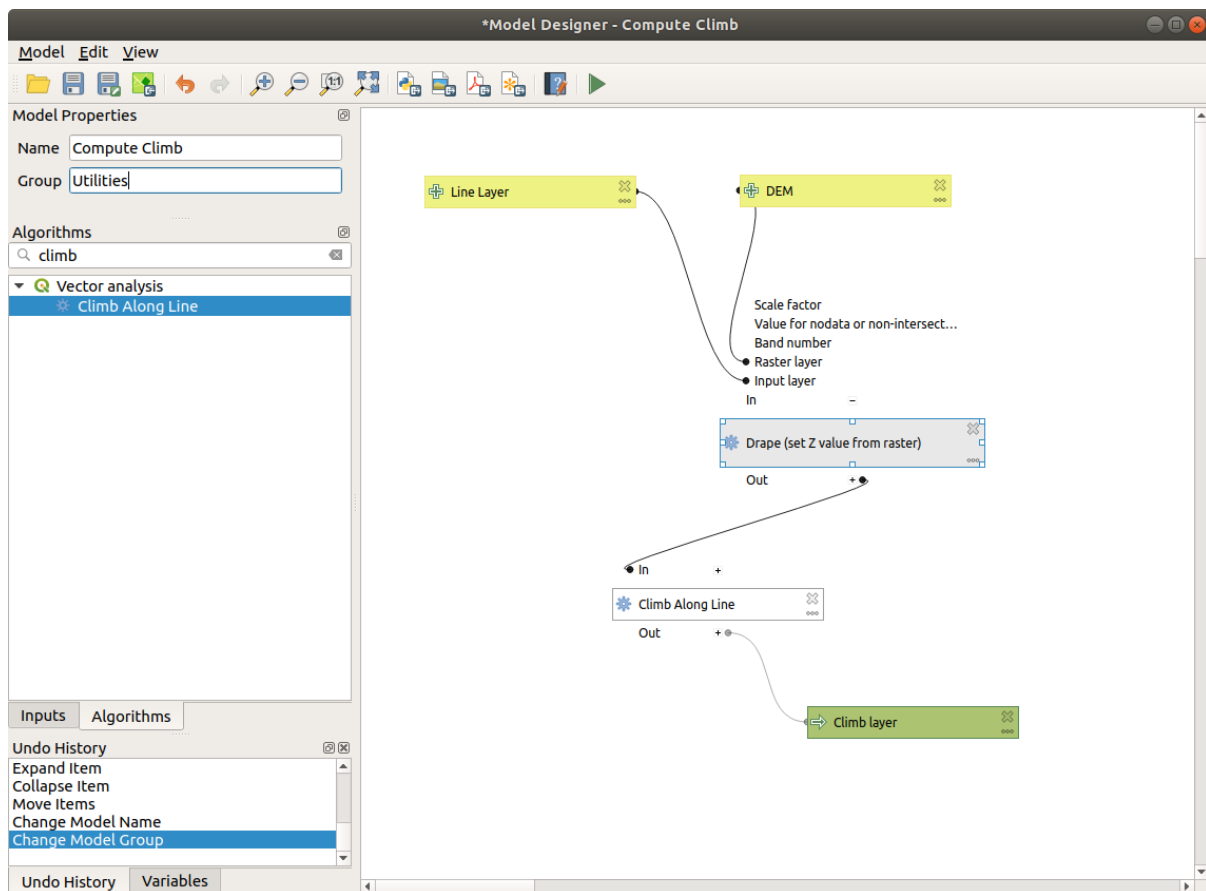 *Model Designer - Compute Climb
Model Edit View
Model Properties
Name Compute Climb
Group Utilities
Algorithms
climb
Vector analysis
Climb Along Line
Inputs Algorithms
Undo History
Expand Item
Collapse Item
Move Items
Change Model Name
Change Model Group
Undo History Variables
Line Layer
DEM
Scale factor
Value for nodata or non-intersect...
Band number
Raster layer
Input layer
In −
Drape (set Z value from raster)
Out +
In +
Climb Along Line
Out +
Climb layer